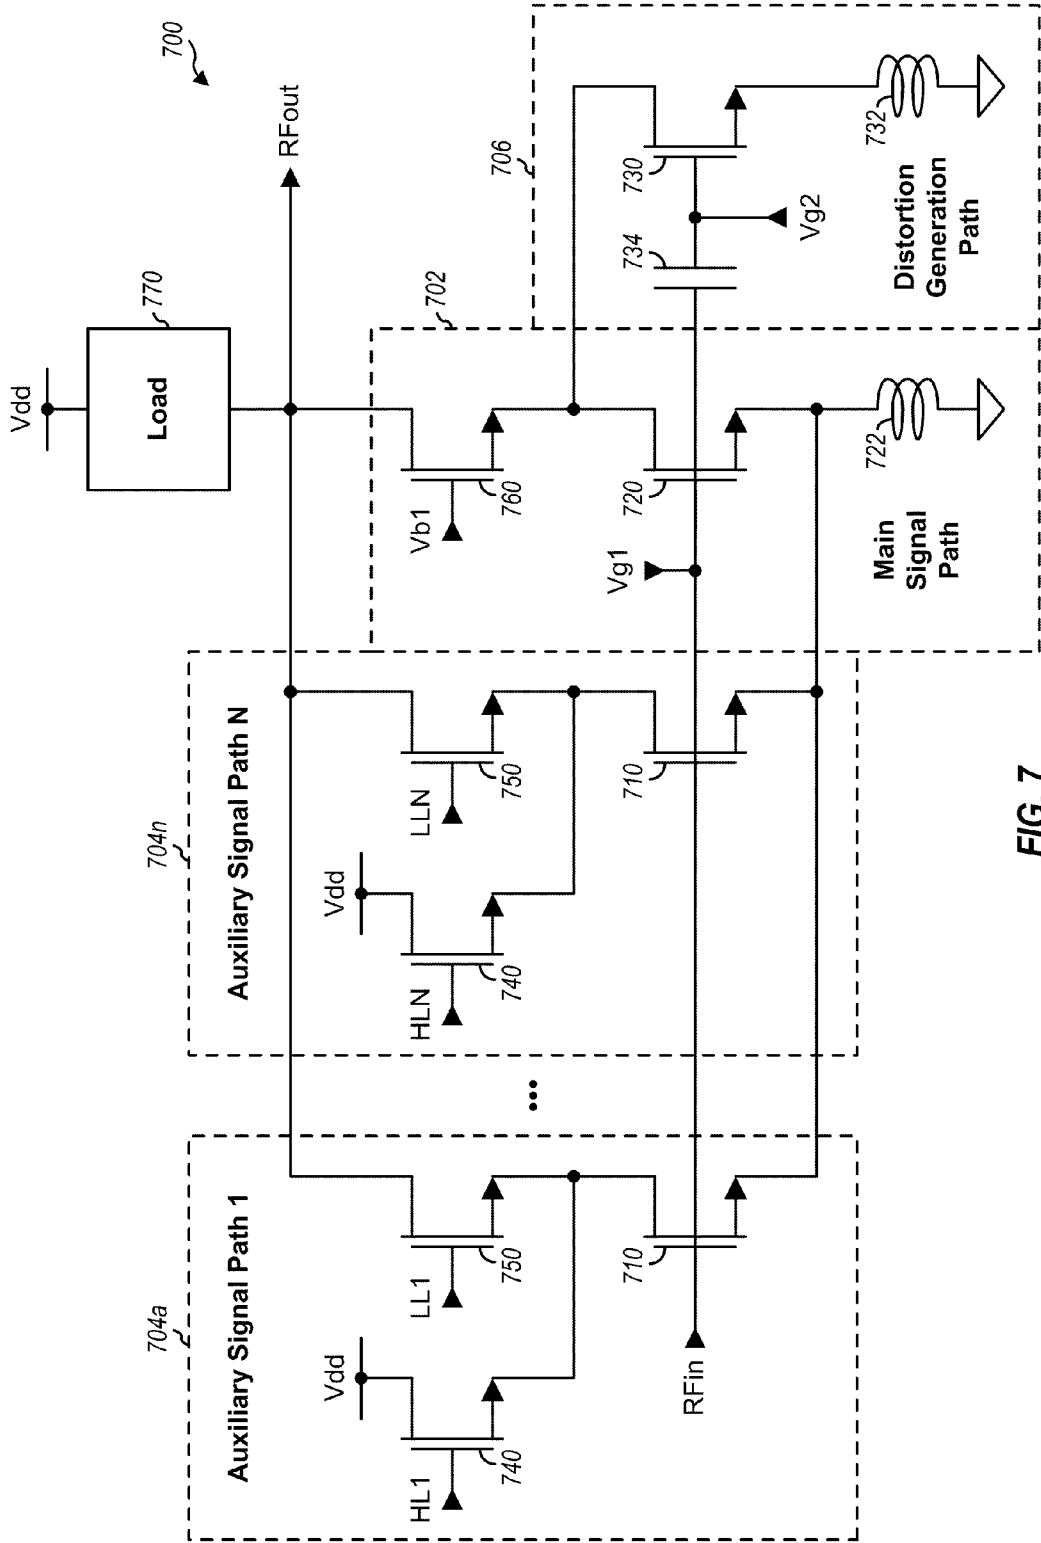 700
Vdd
770
Load
RFout
704a
Auxiliary Signal Path 1
Vdd
HL1
740
LL1
750
710
RFin
...
704n
Auxiliary Signal Path N
Vdd
HLN
740
LLN
750
710
702
Vb1
760
Vg1
720
722
Main
Signal
Path
706
734
Vg2
730
732
Distortion
Generation
Path
FIG. 7